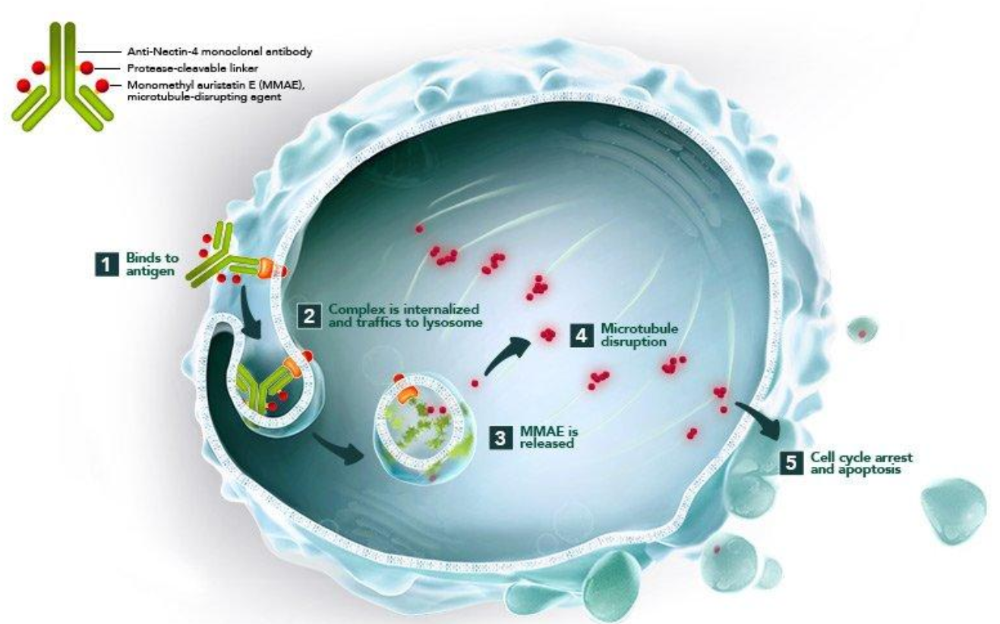 Anti-Nectin-4 monoclonal antibody
Protease-cleavable linker
Monomethyl auristatin E (MMAE),
microtubule-disrupting agent
1 Binds to
antigen
2 Complex is internalized
and traffics to lysosome
3 MMAE is
released
4 Microtubule
disruption
5 Cell cycle arrest
and apoptosis